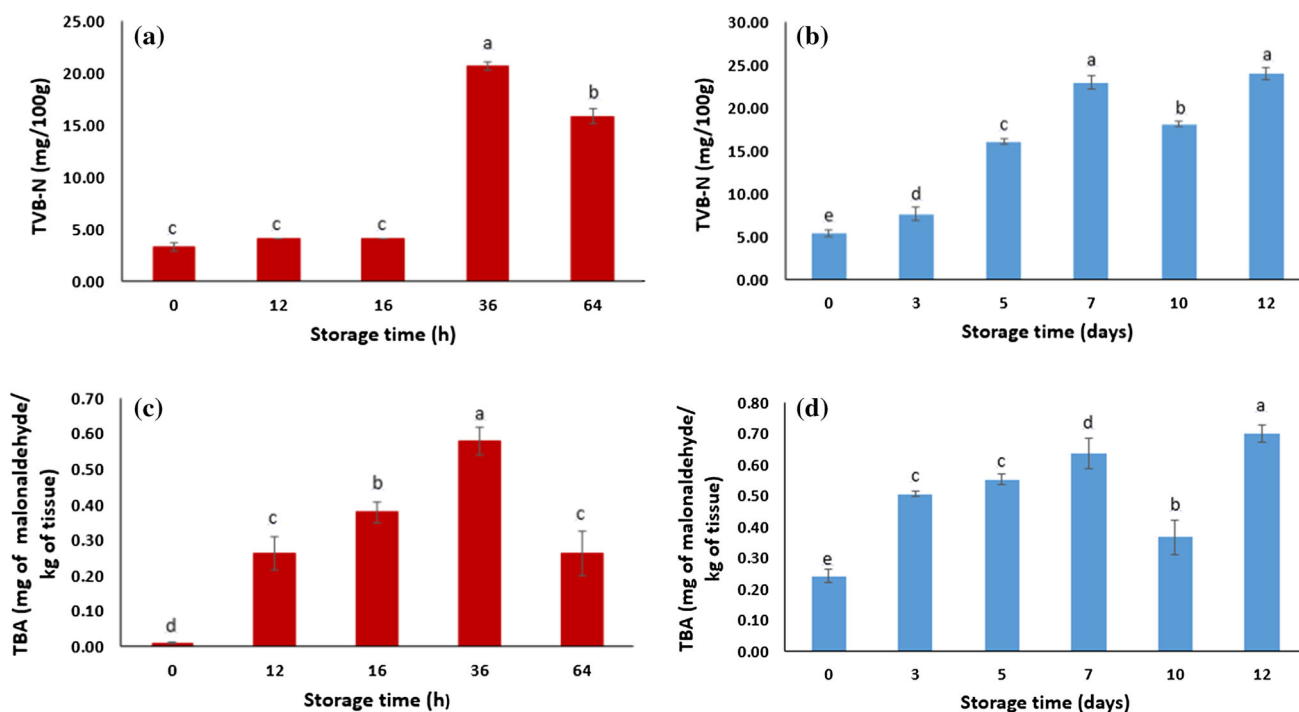 (a)
TVB-N (mg/100g)
25.00
20.00
15.00
10.00
5.00
0.00
c
c
c
a
b
0 12 16 36 64
Storage time (h)
(b)
TVB-N (mg/100g)
30.00
25.00
20.00
15.00
10.00
5.00
0.00
e
d
c
a
b
a
0 3 5 7 10 12
Storage time (days)
(c)
TBA (mg of malonaldehyde/
kg of tissue)
0.70
0.60
0.50
0.40
0.30
0.20
0.10
0.00
d
c
b
a
c
0 12 16 36 64
Storage time (h)
(d)
TBA (mg of malonaldehyde/
kg of tissue)
0.80
0.70
0.60
0.50
0.40
0.30
0.20
0.10
0.00
e
c
c
d
b
a
0 3 5 7 10 12
Storage time (days)